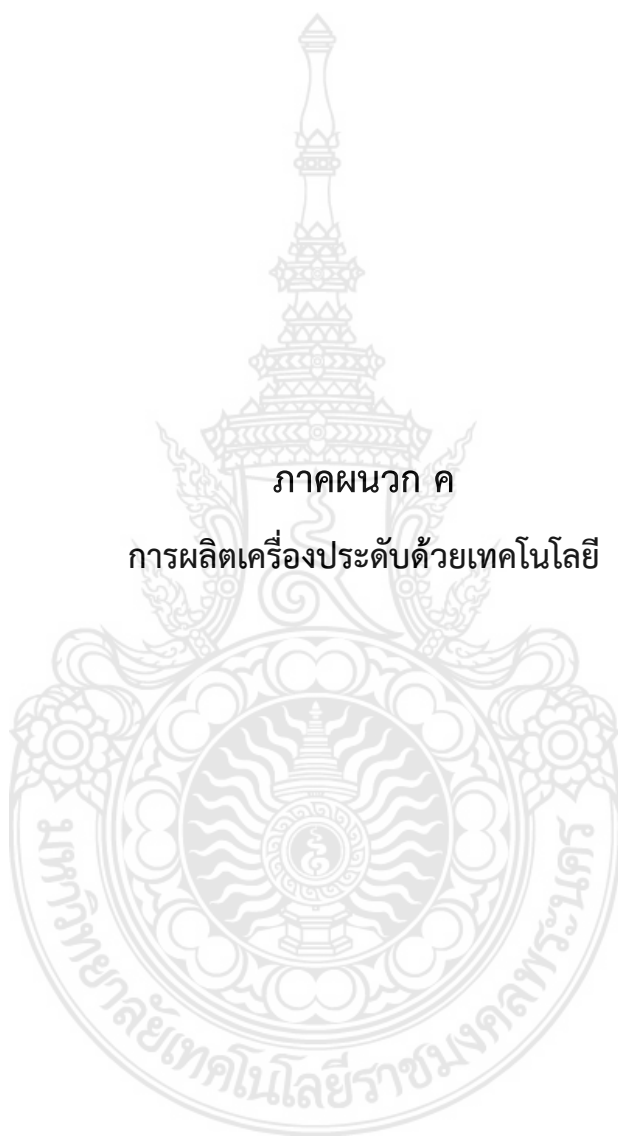 ภาคผนวก ค
การผลิตเครื่องประดับด้วยเทคโนโลยี
มหาวิทยาลัยเทคโนโลยีราชมงคลพระนคร